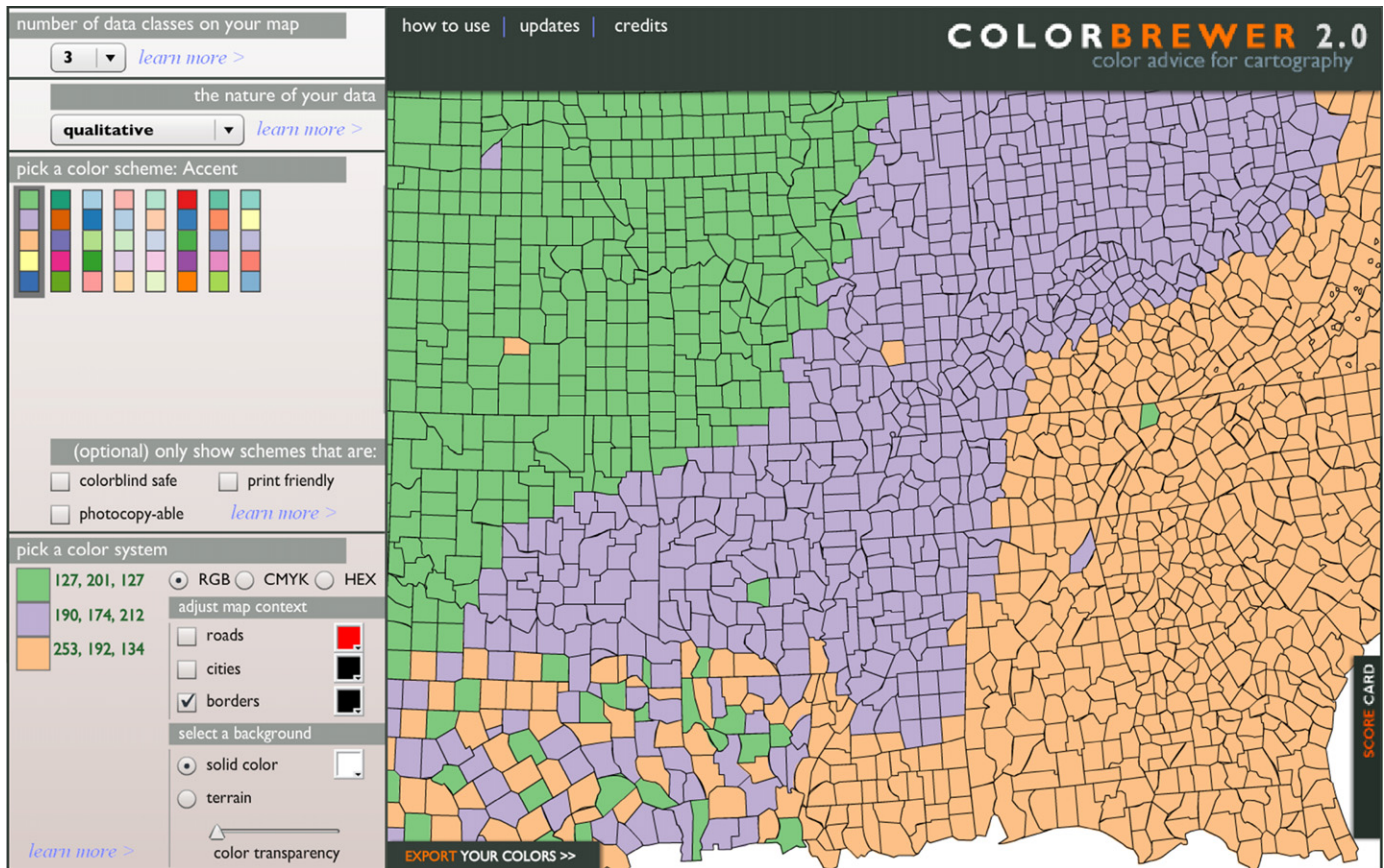 number of data classes on your map
3 learn more >
the nature of your data
qualitative learn more >
pick a color scheme: Accent
(optional) only show schemes that are:
colorblind safe print friendly
photocopy-able learn more >
pick a color system
127, 201, 127
190, 174, 212
253, 192, 134
RGB CMYK HEX
adjust map context
roads
cities
borders
select a background
solid color
terrain
color transparency
learn more >
how to use | updates | credits
COLORBREWER 2.0
color advice for cartography
SCORE CARD
EXPORT YOUR COLORS >>